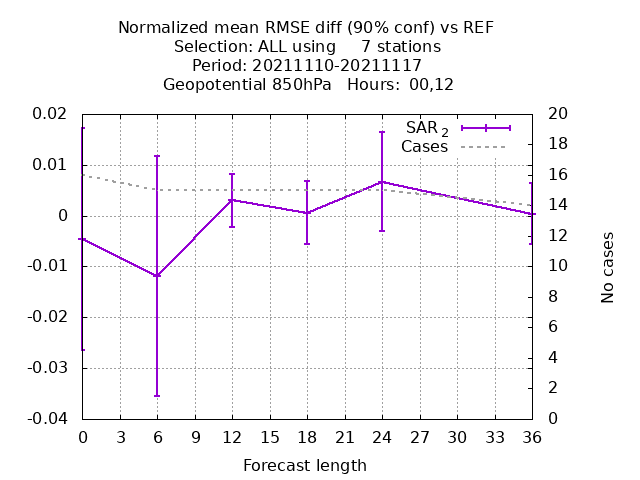 Normalized mean RMSE diff (90% conf) vs REF
Selection: ALL using     7 stations
Period: 20211110-20211117
Geopotential 850hPa   Hours:  00,12
0.02
0.01
0
-0.01
-0.02
-0.03
-0.04
SAR 2
Cases
20
18
16
14
12
10
8
6
4
2
0
No cases
0 3 6 9 12 15 18 21 24 27 30 33 36
Forecast length